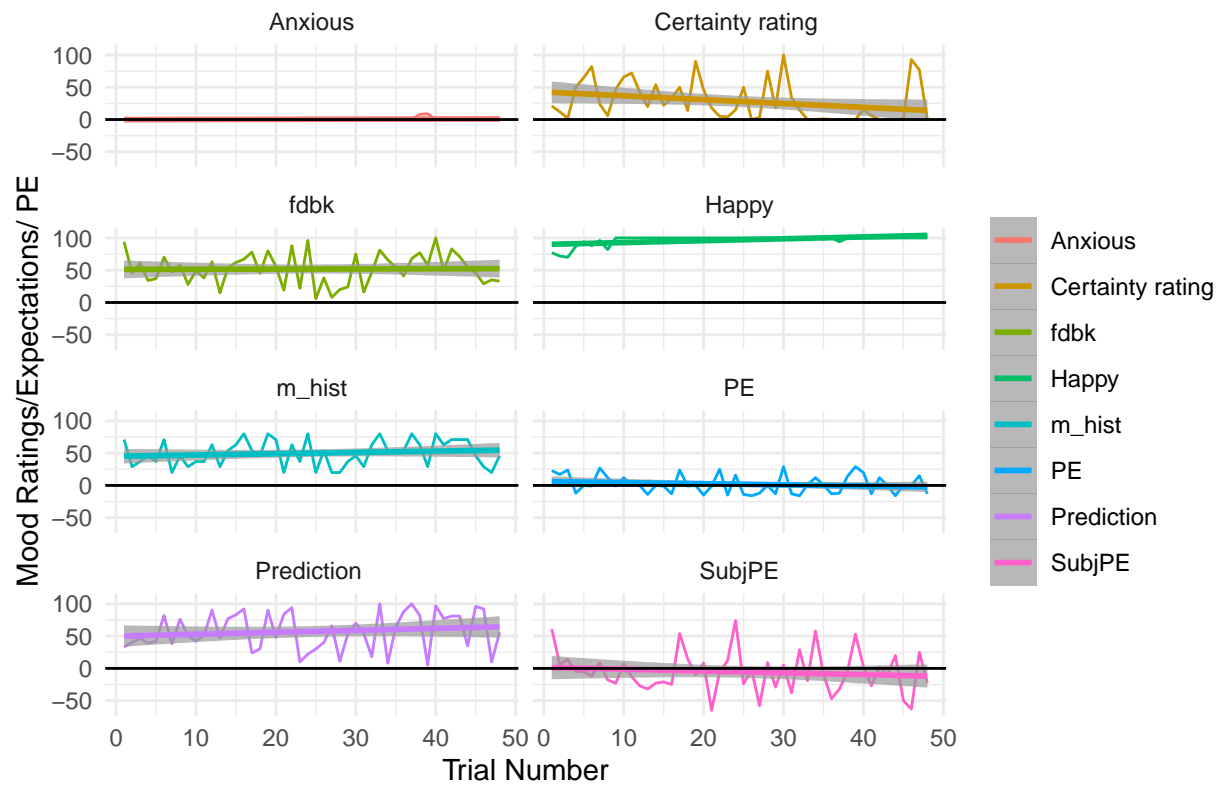 Anxious Certainty rating
100
50
0
−50
fdbk Happy
100
50
0
−50
m_hist PE
100
50
0
−50
Prediction SubjPE
100
50
0
−50
0 10 20 30 40 50 0 10 20 30 40 50
Trial Number
Mood Ratings/Expectations/ PE
Anxious
Certainty rating
fdbk
Happy
m_hist
PE
Prediction
SubjPE